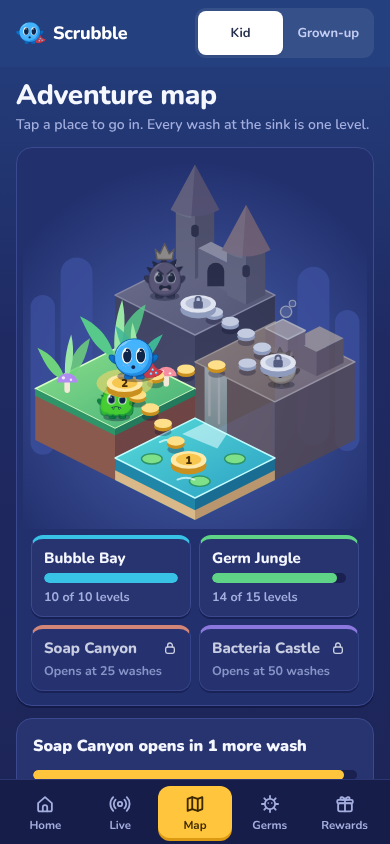 Scrubble
Kid
Grown-up
Adventure map
Tap a place to go in. Every wash at the sink is one level.
2
1
Bubble Bay
10 of 10 levels
Germ Jungle
14 of 15 levels
Soap Canyon
Opens at 25 washes
Bacteria Castle
Opens at 50 washes
Soap Canyon opens in 1 more wash
Home
Live
Map
Germs
Rewards